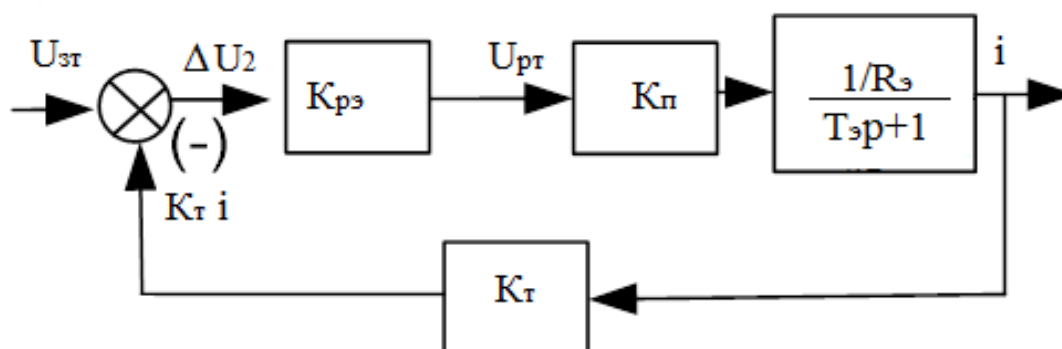 Uзт
ΔU2
(-)
Kт i
Kрэ
Uрт
Kп
1/Rэ
Tэp+1
i
Kт